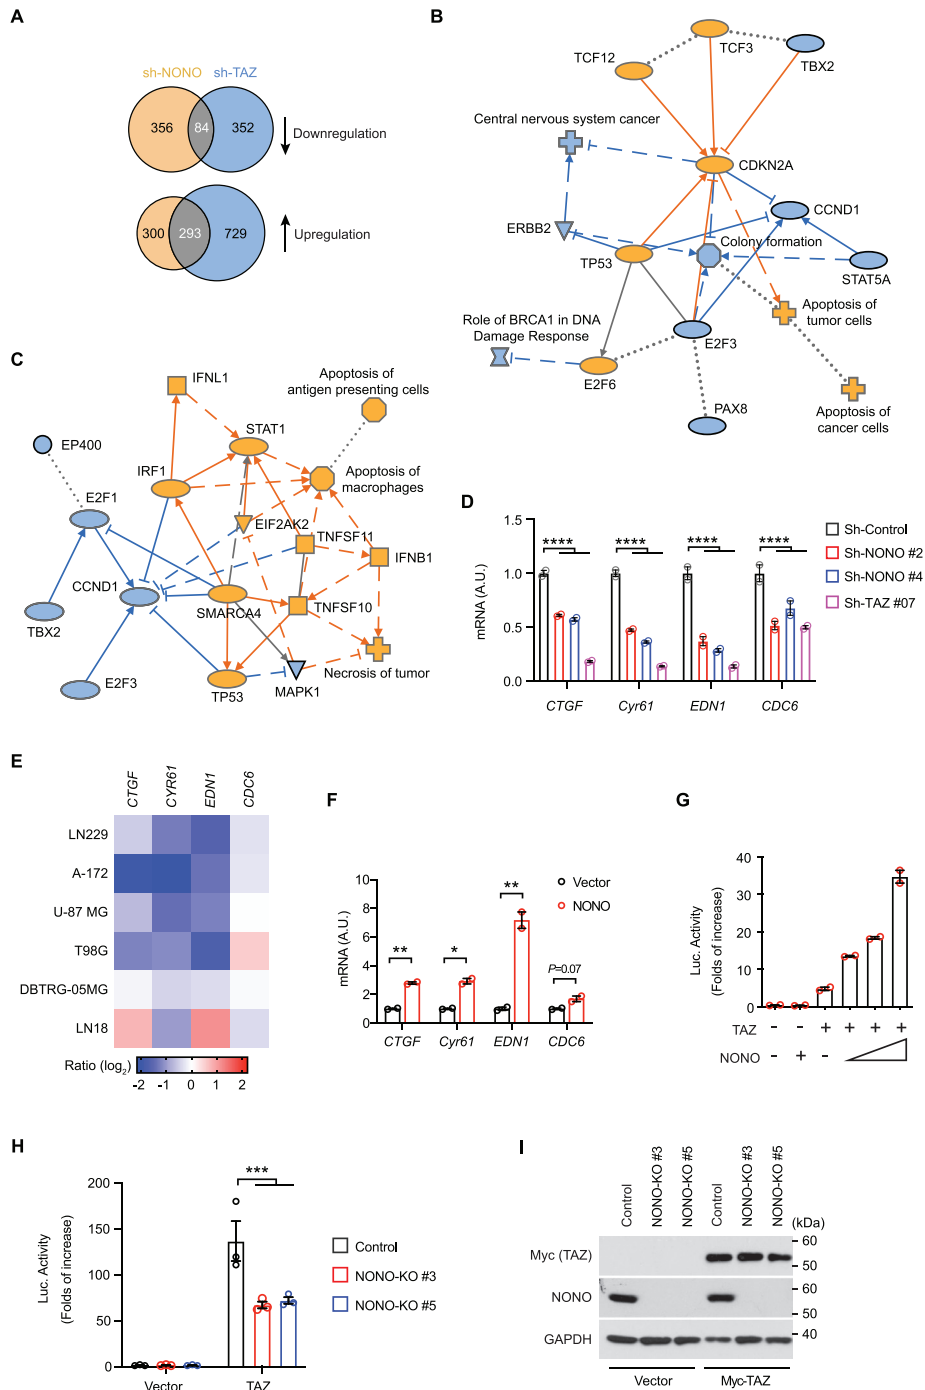 A
sh-NONO sh-TAZ
356 84 352
Downregulation
300 293 729
Upregulation
B
TCF3
TCF12
TBX2
Central nervous system cancer
CDKN2A
CCND1
ERBB2
Colony formation
TP53
STAT5A
Apoptosis of
tumor cells
Role of BRCA1 in DNA
Damage Response
E2F3
E2F6
PAX8
Apoptosis of
cancer cells
C
IFNL1
Apoptosis of
antigen presenting cells
STAT1
EP400
IRF1
Apoptosis of
macrophages
E2F1
EIF2AK2
TNFSF11
IFNB1
CCND1
SMARCA4
TNFSF10
TBX2
Necrosis of tumor
E2F3
TP53
MAPK1
D
mRNA (A.U.)
1.5
1.0
0.5
0.0
**** **** **** ****
CTGF Cyr61 EDN1 CDC6
Sh-Control
Sh-NONO #2
Sh-NONO #4
Sh-TAZ #07
E
CTGF CYR61 EDN1 CDC6
LN229
A-172
U-87 MG
T98G
DBTRG-05MG
LN18
Ratio (log2)
-2 -1 0 1 2
F
mRNA (A.U.)
10
8
6
4
2
0
** * ** P=0.07
CTGF Cyr61 EDN1 CDC6
Vector
NONO
G
Luc. Activity
(Folds of increase)
40
30
20
10
0
TAZ - - + + + +
NONO - + -
H
Luc. Activity
(Folds of increase)
200
150
100
50
0
***
Vector TAZ
Control
NONO-KO #3
NONO-KO #5
I
Control NONO-KO #3 NONO-KO #5 Control NONO-KO #3 NONO-KO #5
(kDa)
Myc (TAZ)
60
50
NONO
60
50
GAPDH
40
Vector Myc-TAZ